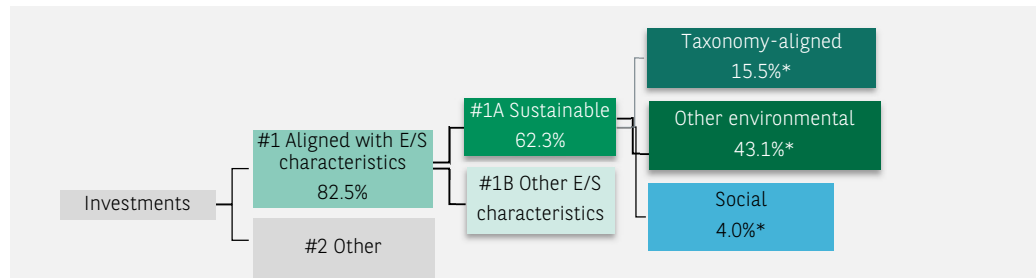 Taxonomy-aligned
15.5%*
#1A Sustainable
62.3%
Other environmental
43.1%*
#1 Aligned with E/S
characteristics
82.5%
#1B Other E/S
characteristics
Investments
Social
4.0%*
#2 Other